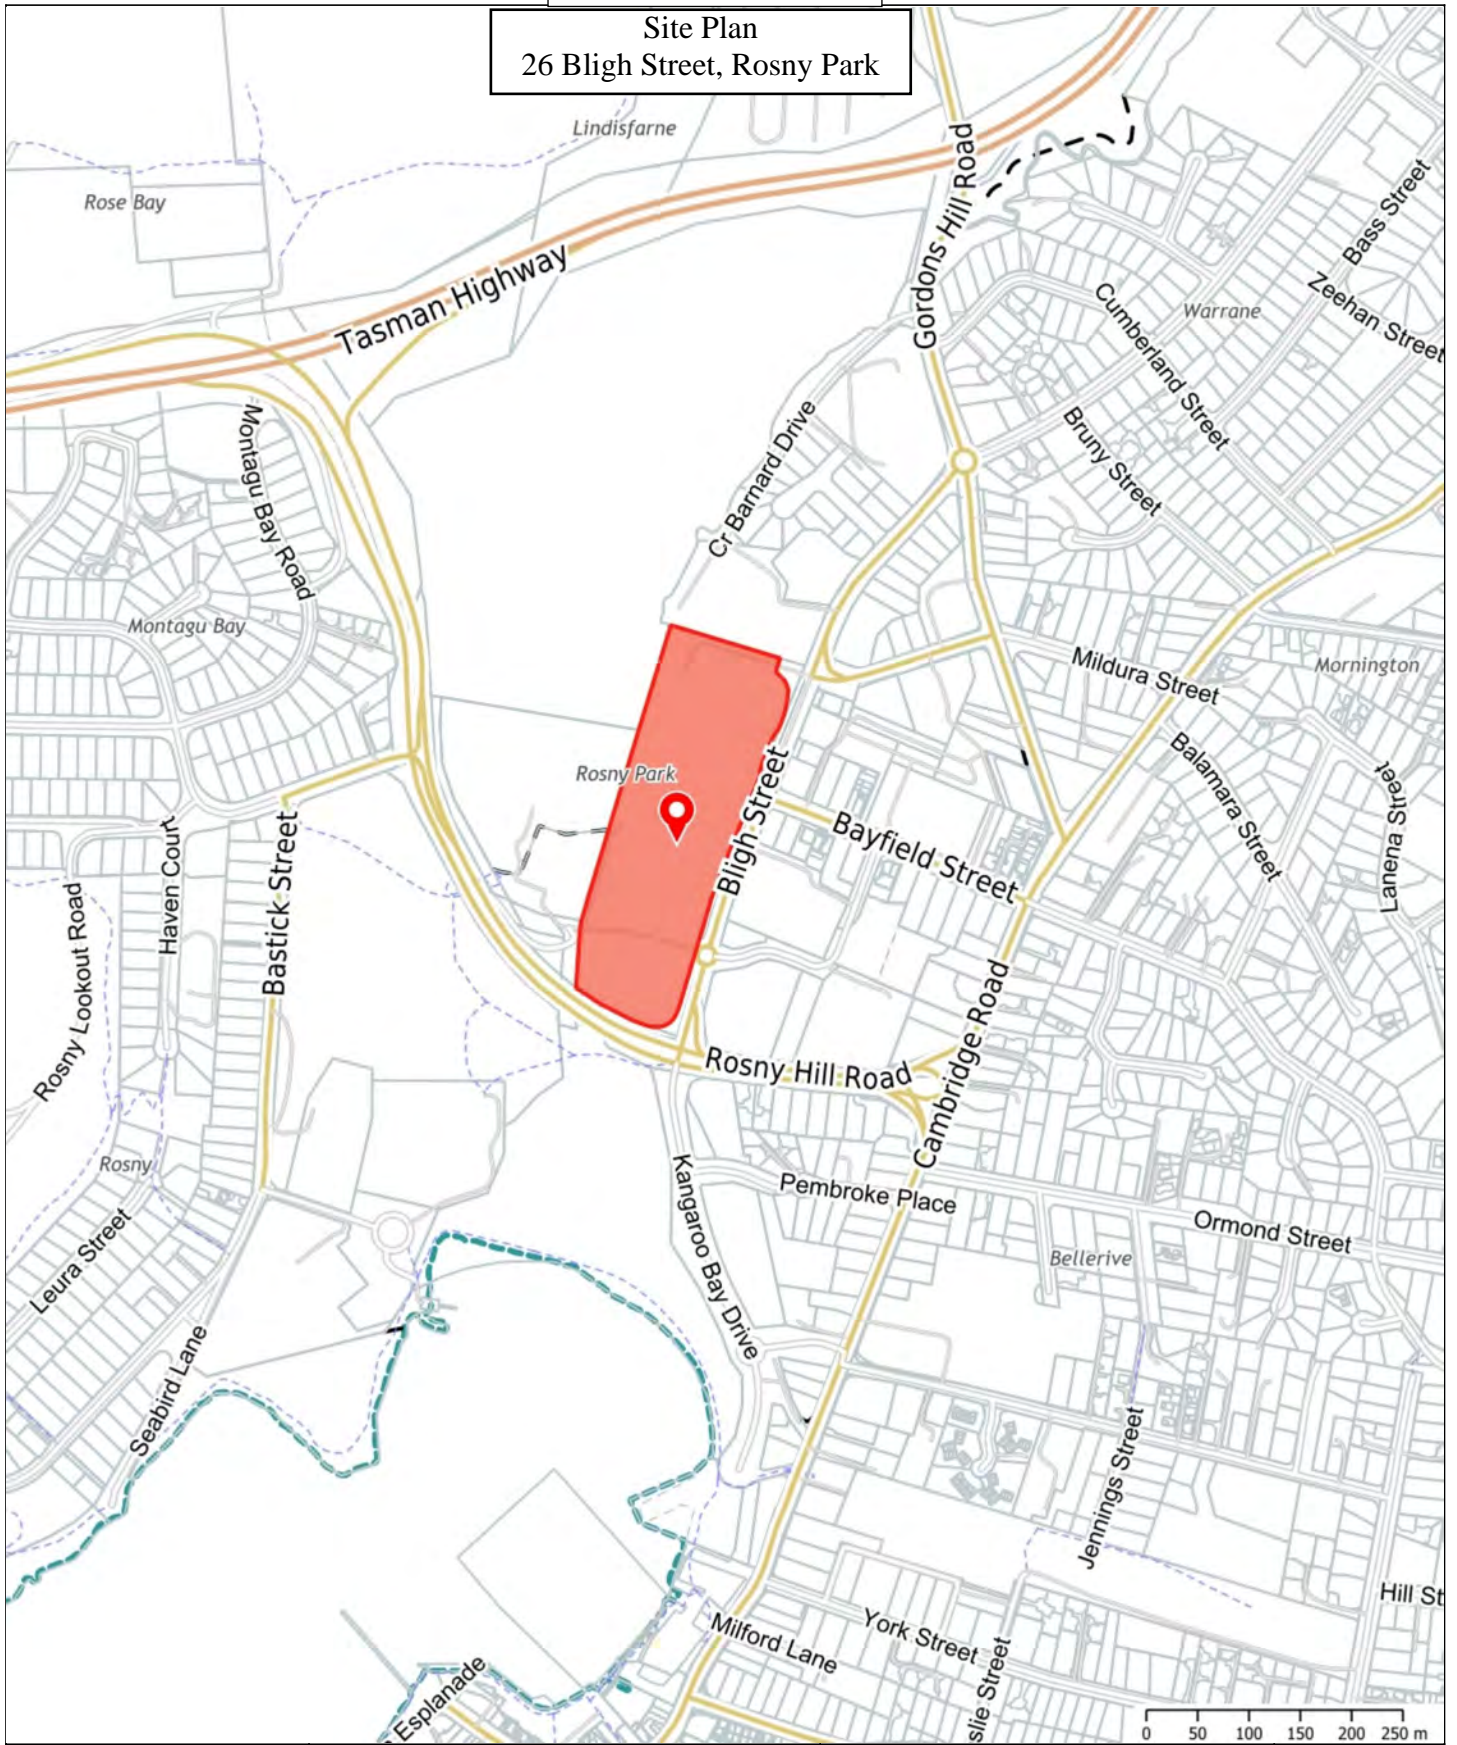 Site Plan
26 Bligh Street, Rosny Park
Lindisfarne
Rose Bay
Gordons Hill Road
Bass Street
Tasman Highway
Warrane
Zeehan Street
Cumberland Street
Montagu Bay Road
Cr Barnard Drive
Bruny Street
Montagu Bay
Mildura Street
Mornington
Rosny Park
Bligh Street
Balamara Street
Lanena Street
Bayfield Street
Haven Court
Bastick Street
Rosny Lookout Road
Cambridge Road
Rosny Hill Road
Rosny
Kangaroo Bay Drive
Pembroke Place
Ormond Street
Leura Street
Bellerive
Seabird Lane
Jennings Street
Hill St
York Street
Milford Lane
slie Street
Esplanade
0 50 100 150 200 250 m